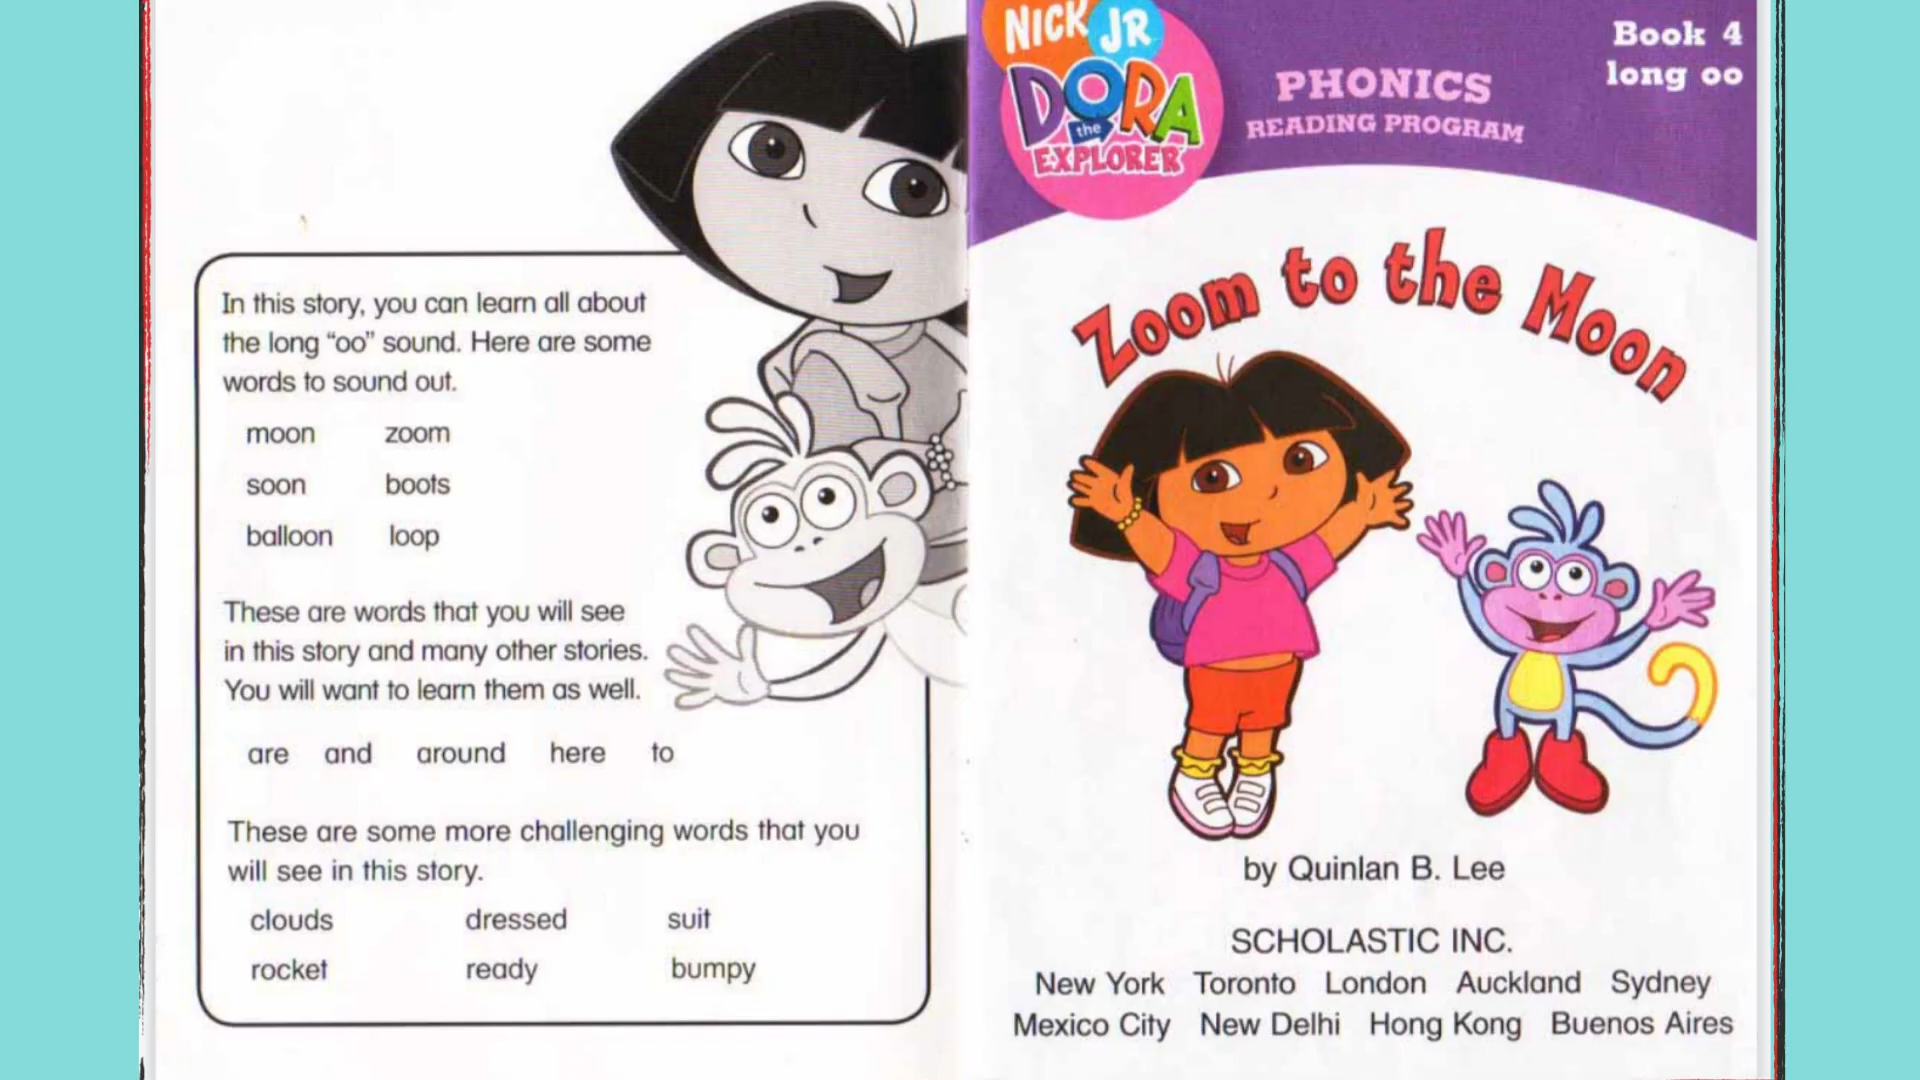 In this story, you can learn all about
the long “oo” sound. Here are some
words to sound out.
moon zoom
soon boots
balloon loop
These are words that you will see
in this story and many other stories.
You will want to learn them as well.
are and around here to
These are some more challenging words that you
will see in this story.
clouds dressed suit
rocket ready bumpy
NICK JR
DORA
the
EXPLORER
PHONICS
READING PROGRAM
Book 4
long oo
Zoom to the Moon
by Quinlan B. Lee
SCHOLASTIC INC.
New York Toronto London Auckland Sydney
Mexico City New Delhi Hong Kong Buenos Aires